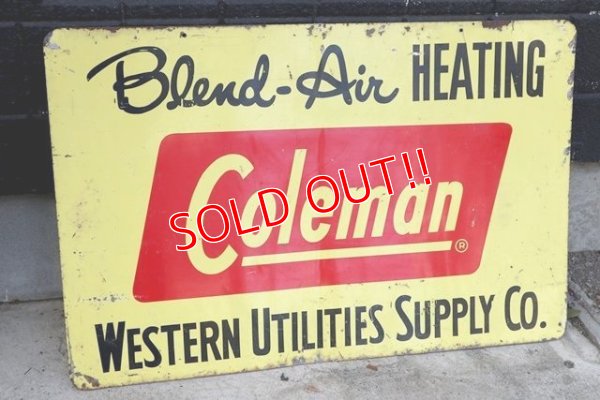 Blend-Air HEATING
Coleman ®
SOLD OUT!!
WESTERN UTILITIES SUPPLY CO.